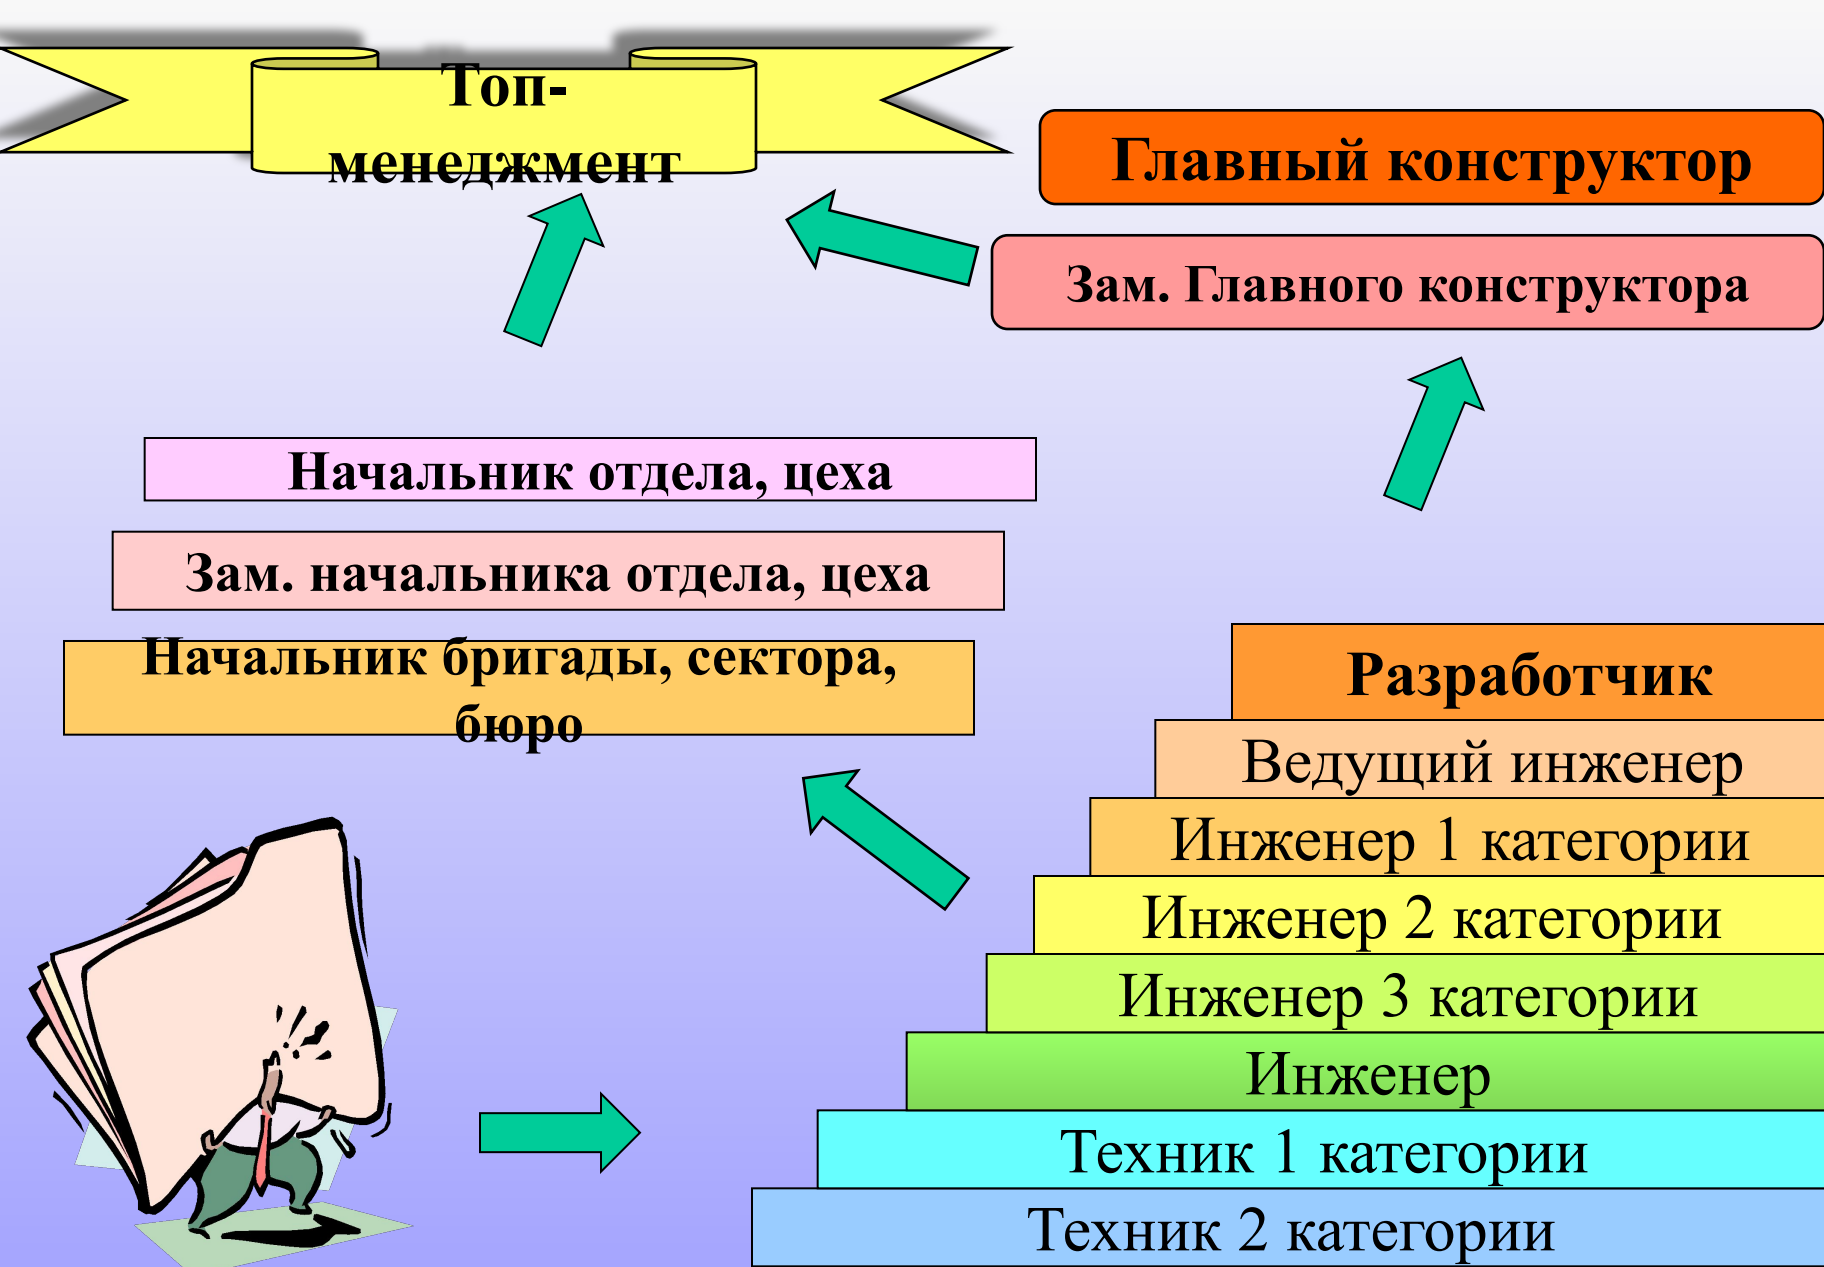 Топ-
менеджмент
Главный конструктор
Зам. Главного конструктора
Начальник отдела, цеха
Зам. начальника отдела, цеха
Начальник бригады, сектора,
бюро
Разработчик
Ведущий инженер
Инженер 1 категории
Инженер 2 категории
Инженер 3 категории
Инженер
Техник 1 категории
Техник 2 категории